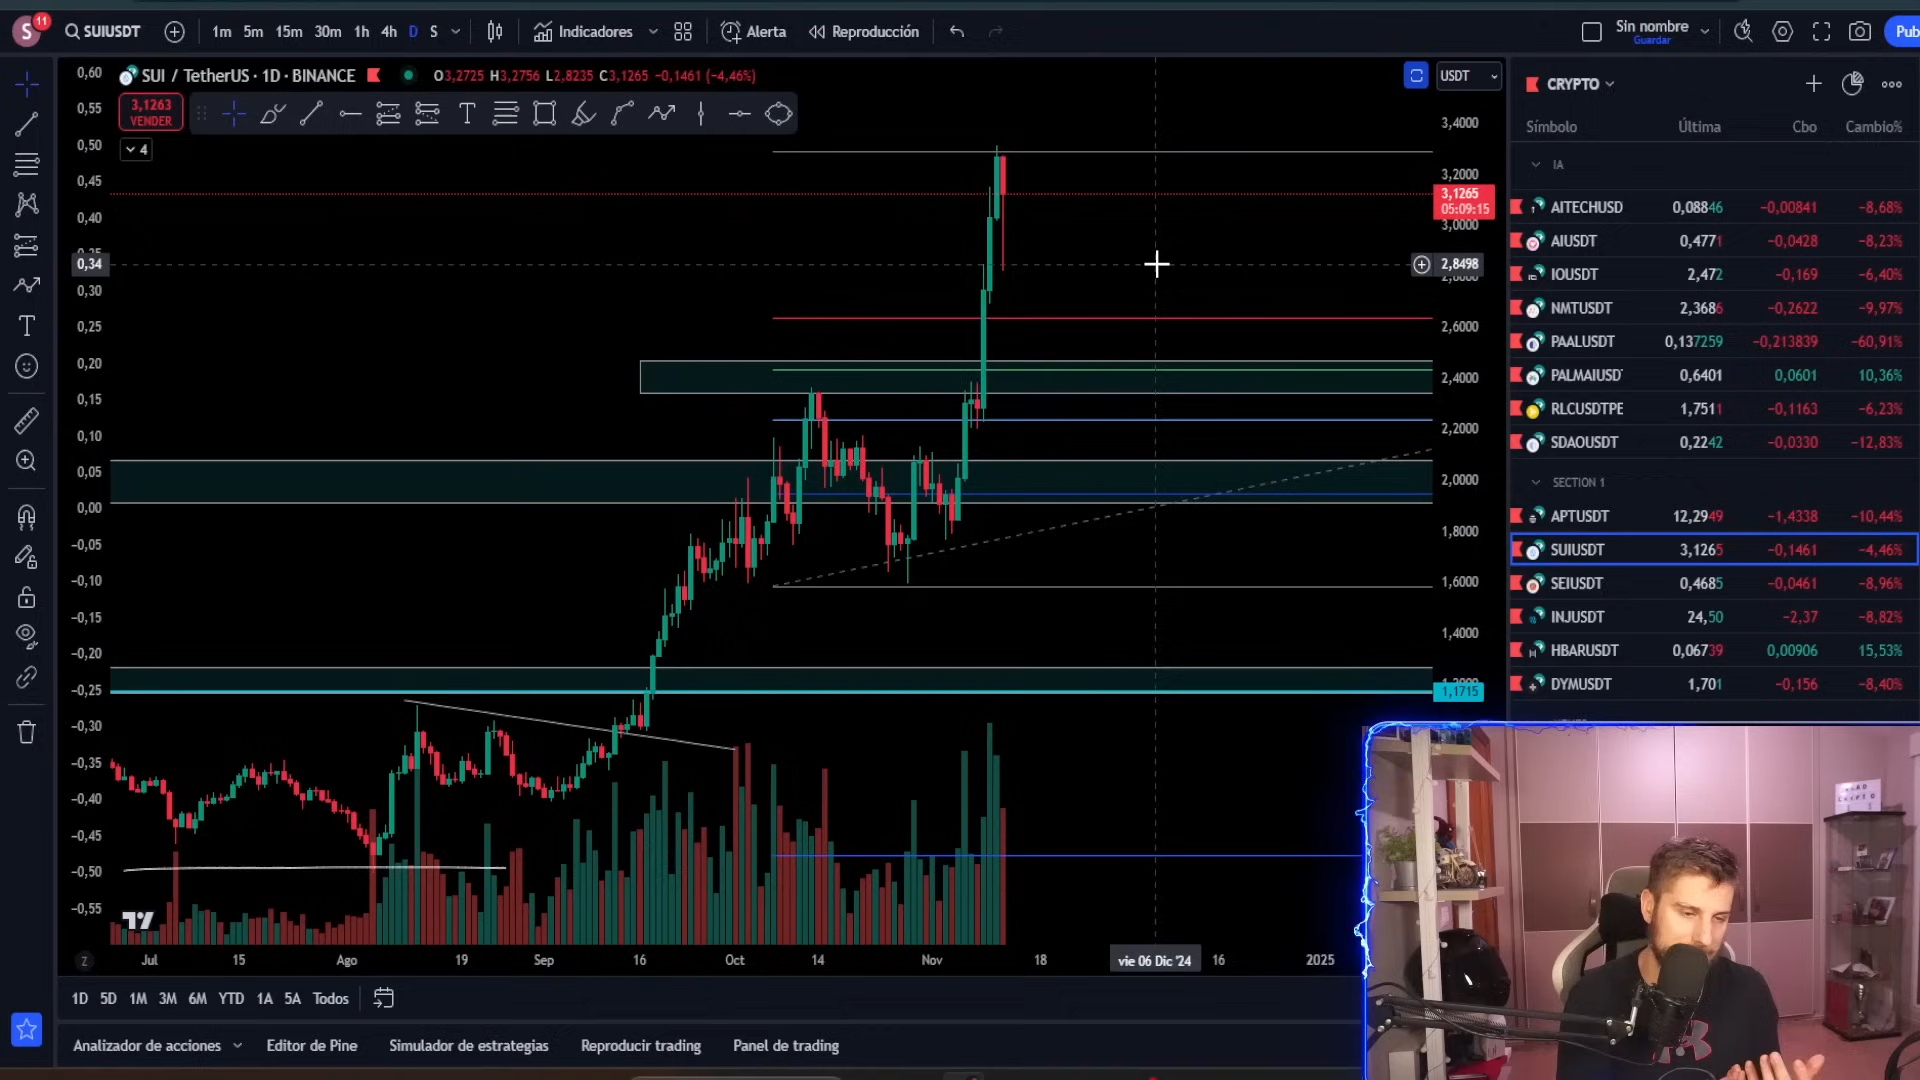 S 11 SUIUSDT 1m 5m 15m 30m 1h 4h D S Indicadores Alerta Reproducción Sin nombre Guardar Pub
SUI / TetherUS · 1D · BINANCE O3,2725 H3,2756 L2,8235 C3,1265 −0,1461 (−4,46%) USDT
3,1263
VENDER
4
0,60
0,55
0,50
0,45
0,40
0,34
0,30
0,25
0,20
0,15
0,10
0,05
0,00
−0,05
−0,10
−0,15
−0,20
−0,25
−0,30
−0,35
−0,40
−0,45
−0,50
−0,55
3,4000
3,2000
3,1265
05:09:15
3,0000
2,8498
2,6000
2,4000
2,2000
2,0000
1,8000
1,6000
1,4000
1,1715
Jul 15 Ago 19 Sep 16 Oct 14 Nov 18 vie 06 Dic '24 16 2025
Z
1D 5D 1M 3M 6M YTD 1A 5A Todos
Analizador de acciones Editor de Pine Simulador de estrategias Reproducir trading Panel de trading
CRYPTO
Símbolo Última Cbo Cambio%
IA
AITECHUSD 0,08846 −0,00841 −8,68%
AIUSDT 0,4771 −0,0428 −8,23%
IOUSDT 2,472 −0,169 −6,40%
NMTUSDT 2,3686 −0,2622 −9,97%
PAALUSDT 0,137259 −0,213839 −60,91%
PALMAIUSD 0,6401 0,0601 10,36%
RLCUSDTPE 1,7511 −0,1163 −6,23%
SDAOUSDT 0,2242 −0,0330 −12,83%
SECTION 1
APTUSDT 12,2949 −1,4338 −10,44%
SUIUSDT 3,1265 −0,1461 −4,46%
SEIUSDT 0,4685 −0,0461 −8,96%
INJUSDT 24,50 −2,37 −8,82%
HBARUSDT 0,06739 0,00906 15,53%
DYMUSDT 1,701 −0,156 −8,40%